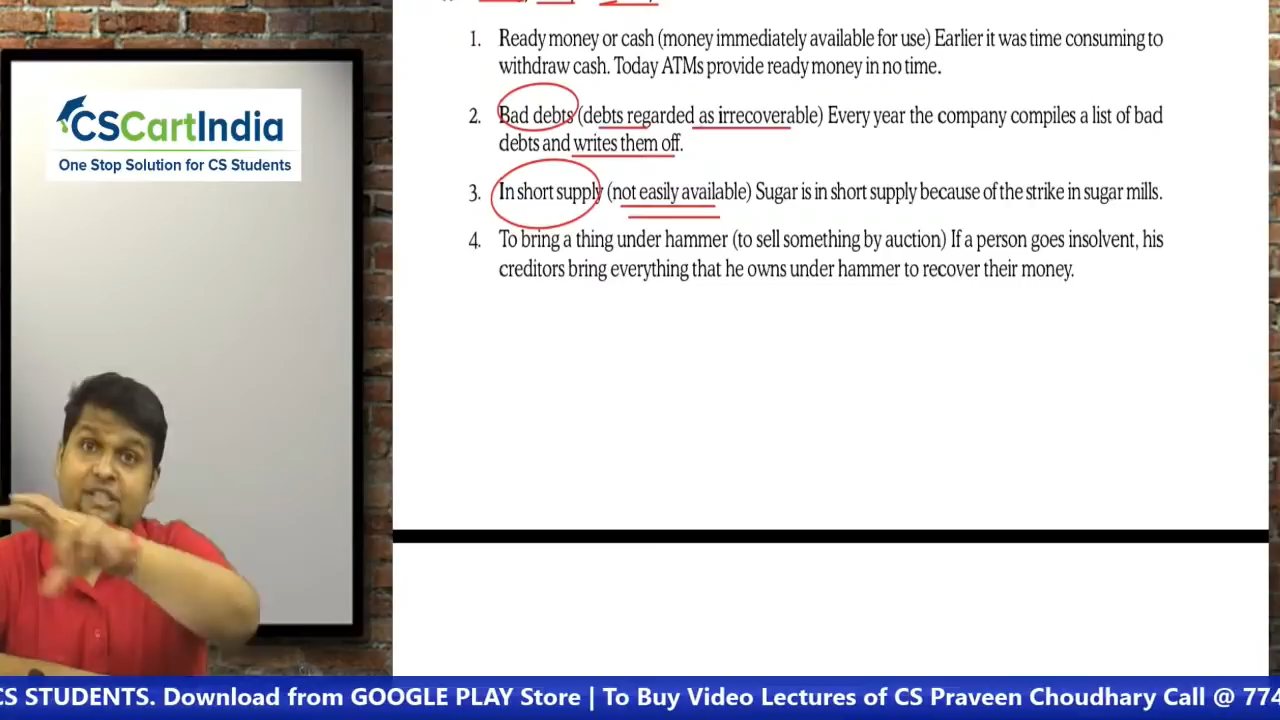 CSCartIndia
One Stop Solution for CS Students
1. Ready money or cash (money immediately available for use) Earlier it was time consuming to
withdraw cash. Today ATMs provide ready money in no time.
2. Bad debts (debts regarded as irrecoverable) Every year the company compiles a list of bad
debts and writes them off.
3. In short supply (not easily available) Sugar is in short supply because of the strike in sugar mills.
4. To bring a thing under hammer (to sell something by auction) If a person goes insolvent, his
creditors bring everything that he owns under hammer to recover their money.
CS STUDENTS. Download from GOOGLE PLAY Store | To Buy Video Lectures of CS Praveen Choudhary Call @ 774